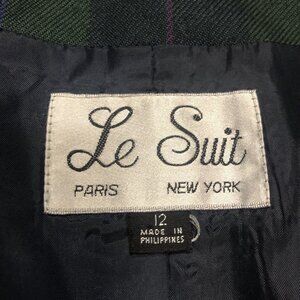 Le Suit
PARIS NEW YORK
12
MADE IN
PHILIPPINES